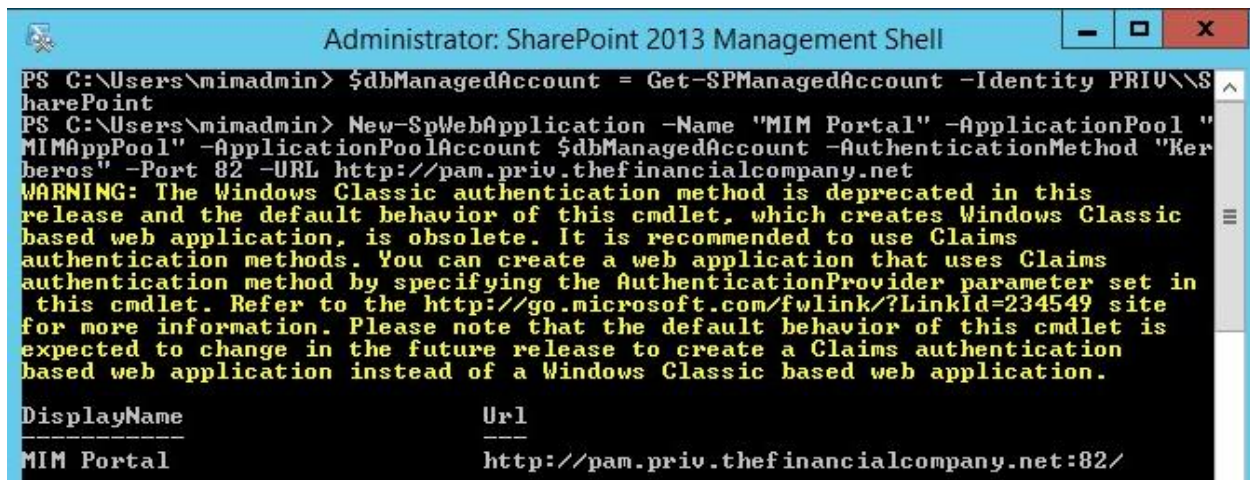 Administrator: SharePoint 2013 Management Shell
PS C:\Users\mimadmin> $dbManagedAccount = Get-SPManagedAccount -Identity PRIV\\S
harePoint
PS C:\Users\mimadmin> New-SpWebApplication -Name "MIM Portal" -ApplicationPool "
MIMAppPool" -ApplicationPoolAccount $dbManagedAccount -AuthenticationMethod "Ker
beros" -Port 82 -URL http://pam.priv.thefinancialcompany.net
WARNING: The Windows Classic authentication method is deprecated in this
release and the default behavior of this cmdlet, which creates Windows Classic
based web application, is obsolete. It is recommended to use Claims
authentication methods. You can create a web application that uses Claims
authentication method by specifying the AuthenticationProvider parameter set in
 this cmdlet. Refer to the http://go.microsoft.com/fwlink/?LinkId=234549 site
for more information. Please note that the default behavior of this cmdlet is
expected to change in the future release to create a Claims authentication
based web application instead of a Windows Classic based web application.
DisplayName Url
----------- ---
MIM Portal http://pam.priv.thefinancialcompany.net:82/